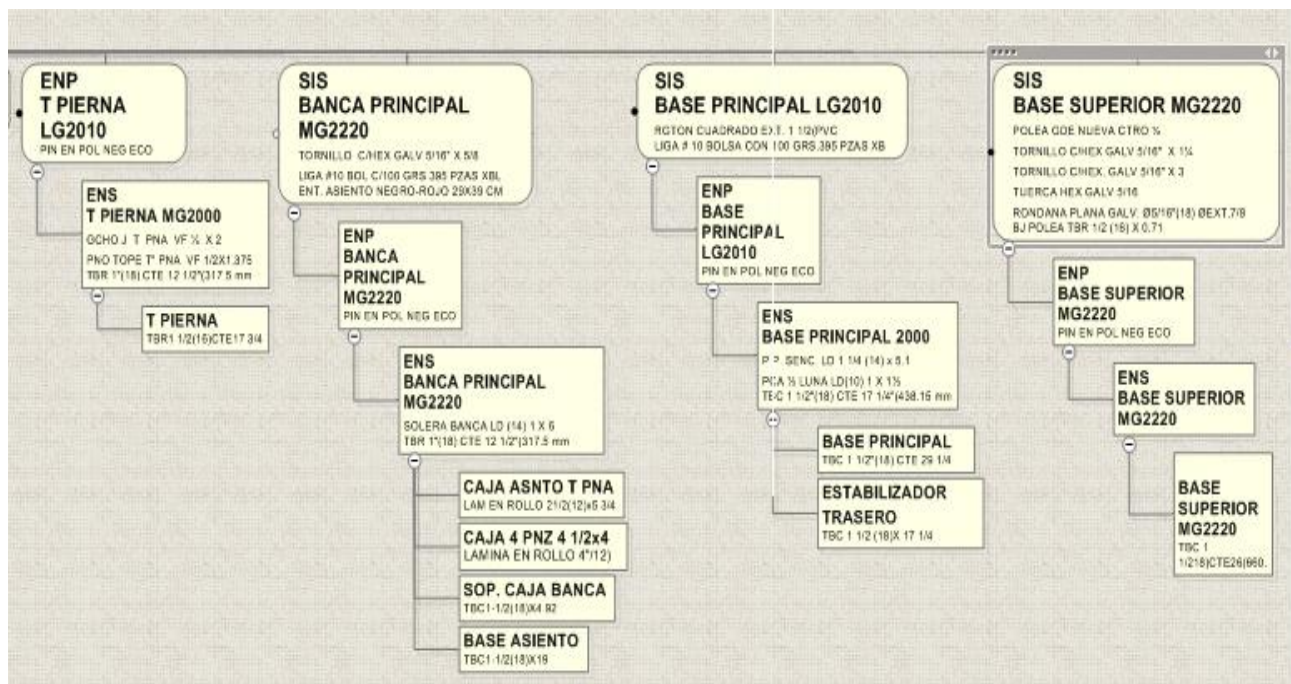 ENP
T PIERNA
LG2010
PIN EN POL NEG ECO
ENS
T PIERNA MG2000
GCHO J T PNA VF ¼ X 2
PNO TOPE T" PNA VF 1/2X1.375
TBR 1"(18) CTE 12 1/2"(317.5 mm
T PIERNA
TBR1 1/2(16)CTE17 3/4
SIS
BANCA PRINCIPAL
MG2220
TORNILLO C/HEX GALV 5/16" X 5/8
LIGA #10 BOL C/100 GRS 395 PZAS XBL
ENT. ASIENTO NEGRO-ROJO 29X39 CM
ENP
BANCA
PRINCIPAL
MG2220
PIN EN POL NEG ECO
ENS
BANCA PRINCIPAL
MG2220
SOLERA BANCA LD (14) 1 X 6
TBR 1"(18) CTE 12 1/2"(317.5 mm
CAJA ASNTO T PNA
LAM EN ROLLO 21/2(12)x5 3/4
CAJA 4 PNZ 4 1/2x4
LAMINA EN ROLLO 4"/12)
SOP. CAJA BANCA
TBC1-1/2(18)X4.92
BASE ASIENTO
TBC1-1/2(18)X19
SIS
BASE PRINCIPAL LG2010
RGTON CUADRADO EXT. 1 1/2(PVC
LIGA # 10 BOLSA CON 100 GRS.395 PZAS XB
ENP
BASE
PRINCIPAL
LG2010
PIN EN POL NEG ECO
ENS
BASE PRINCIPAL 2000
SENC. LD 1 1/4 (14) x 5.1
PCA ½ LUNA LD(10) 1 X 1½
TBC 1 1/2"(18) CTE 17 1/4"(438.15 mm
BASE PRINCIPAL
TBC 1 1/2"(18) CTE 29 1/4
ESTABILIZADOR
TRASERO
TBC 1 1/2 (18)X 17 1/4
SIS
BASE SUPERIOR MG2220
POLEA GDE NUEVA CTRO
TORNILLO C/HEX GALV 5/16" X 1¼
TORNILLO C/HEX. GALV 5/16" X 3
TUERCA HEX GALV 5/16
RONDANA PLANA GALV. Ø5/16"(18) ØEXT.7/8
BJ POLEA TBR 1/2 (18) X 0.71
ENP
BASE SUPERIOR
MG2220
PIN EN POL NEG ECO
ENS
BASE SUPERIOR
MG2220
BASE
SUPERIOR
MG2220
TBC 1
1/218)CTE26(660.